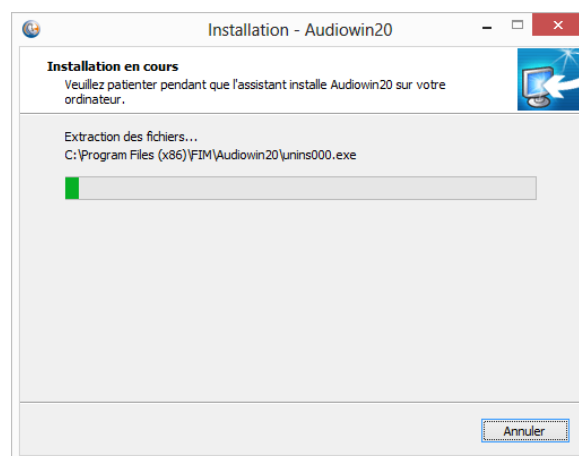 Installation - Audiowin20
Installation en cours
Veuillez patienter pendant que l'assistant installe Audiowin20 sur votre
ordinateur.
Extraction des fichiers...
C:\Program Files (x86)\FIM\Audiowin20\unins000.exe
Annuler